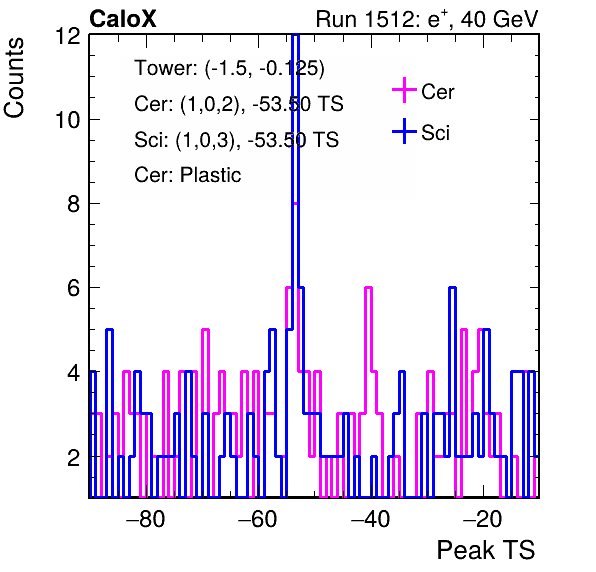 CaloX Run 1512: e⁺, 40 GeV
Counts
12
10
8
6
4
2
Tower: (-1.5, -0.125)
Cer: (1,0,2), -53.50 TS
Sci: (1,0,3), -53.50 TS
Cer: Plastic
Cer
Sci
−80 −60 −40 −20
Peak TS